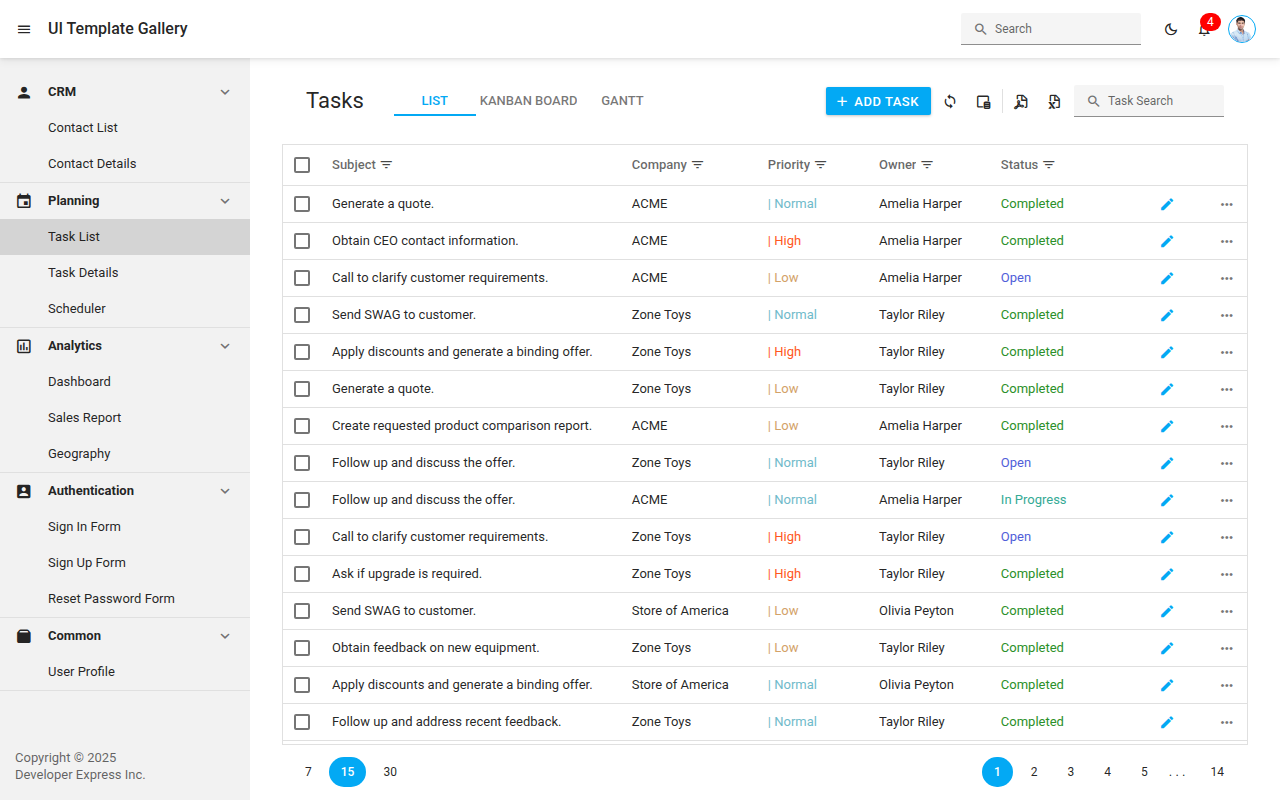 UI Template Gallery
Search
4
CRM
Contact List
Contact Details
Planning
Task List
Task Details
Scheduler
Analytics
Dashboard
Sales Report
Geography
Authentication
Sign In Form
Sign Up Form
Reset Password Form
Common
User Profile
Copyright © 2025
Developer Express Inc.
Tasks
LIST KANBAN BOARD GANTT
ADD TASK
Task Search
Subject Company Priority Owner Status
Generate a quote. ACME | Normal Amelia Harper Completed
Obtain CEO contact information. ACME | High Amelia Harper Completed
Call to clarify customer requirements. ACME | Low Amelia Harper Open
Send SWAG to customer. Zone Toys | Normal Taylor Riley Completed
Apply discounts and generate a binding offer. Zone Toys | High Taylor Riley Completed
Generate a quote. Zone Toys | Low Taylor Riley Completed
Create requested product comparison report. ACME | Low Amelia Harper Completed
Follow up and discuss the offer. Zone Toys | Normal Taylor Riley Open
Follow up and discuss the offer. ACME | Normal Amelia Harper In Progress
Call to clarify customer requirements. Zone Toys | High Taylor Riley Open
Ask if upgrade is required. Zone Toys | High Taylor Riley Completed
Send SWAG to customer. Store of America | Low Olivia Peyton Completed
Obtain feedback on new equipment. Zone Toys | Low Taylor Riley Completed
Apply discounts and generate a binding offer. Store of America | Normal Olivia Peyton Completed
Follow up and address recent feedback. Zone Toys | Normal Taylor Riley Completed
7 15 30 1 2 3 4 5 . . . 14